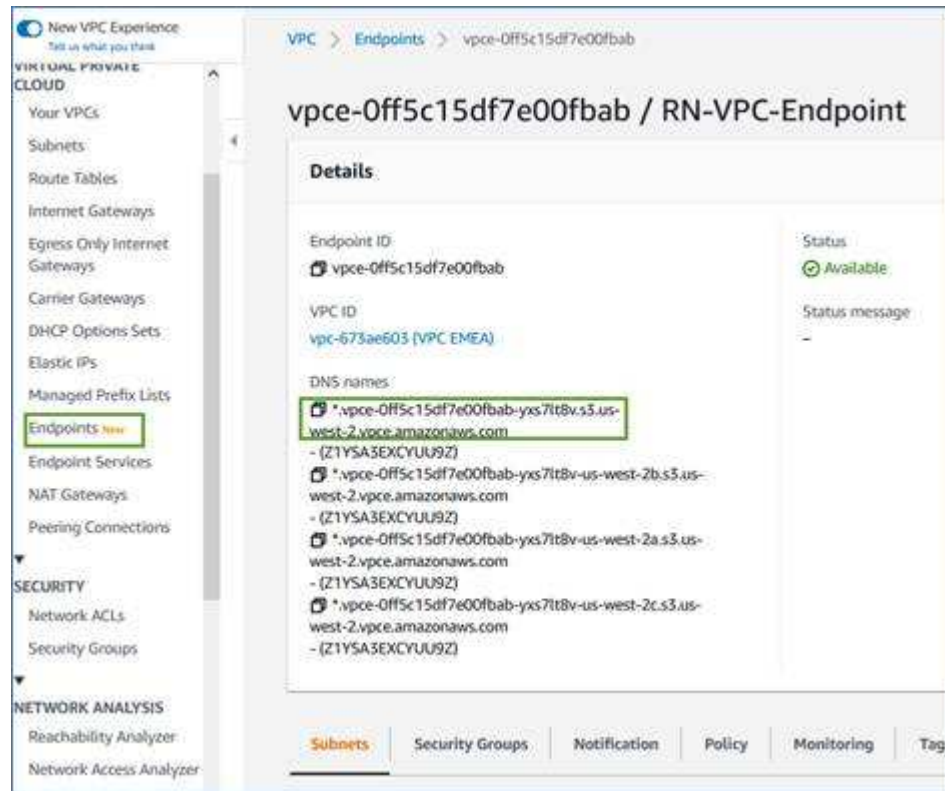 New VPC Experience
Tell us what you think
VIRTUAL PRIVATE
CLOUD
Your VPCs
Subnets
Route Tables
Internet Gateways
Egress Only Internet
Gateways
Carrier Gateways
DHCP Options Sets
Elastic IPs
Managed Prefix Lists
Endpoints New
Endpoint Services
NAT Gateways
Peering Connections
SECURITY
Network ACLs
Security Groups
NETWORK ANALYSIS
Reachability Analyzer
Network Access Analyzer
VPC > Endpoints > vpce-0ff5c15df7e00fbab
vpce-0ff5c15df7e00fbab / RN-VPC-Endpoint
Details
Endpoint ID
vpce-0ff5c15df7e00fbab
VPC ID
vpc-673ae603 (VPC EMEA)
DNS names
*.vpce-0ff5c15df7e00fbab-yxs7lt8v.s3.us-
west-2.vpce.amazonaws.com
- (Z1YSA3EXCYUU9Z)
*.vpce-0ff5c15df7e00fbab-yxs7lt8v-us-west-2b.s3.us-
west-2.vpce.amazonaws.com
- (Z1YSA3EXCYUU9Z)
*.vpce-0ff5c15df7e00fbab-yxs7lt8v-us-west-2a.s3.us-
west-2.vpce.amazonaws.com
- (Z1YSA3EXCYUU9Z)
*.vpce-0ff5c15df7e00fbab-yxs7lt8v-us-west-2c.s3.us-
west-2.vpce.amazonaws.com
- (Z1YSA3EXCYUU9Z)
Status
Available
Status message
-
Subnets Security Groups Notification Policy Monitoring Tag